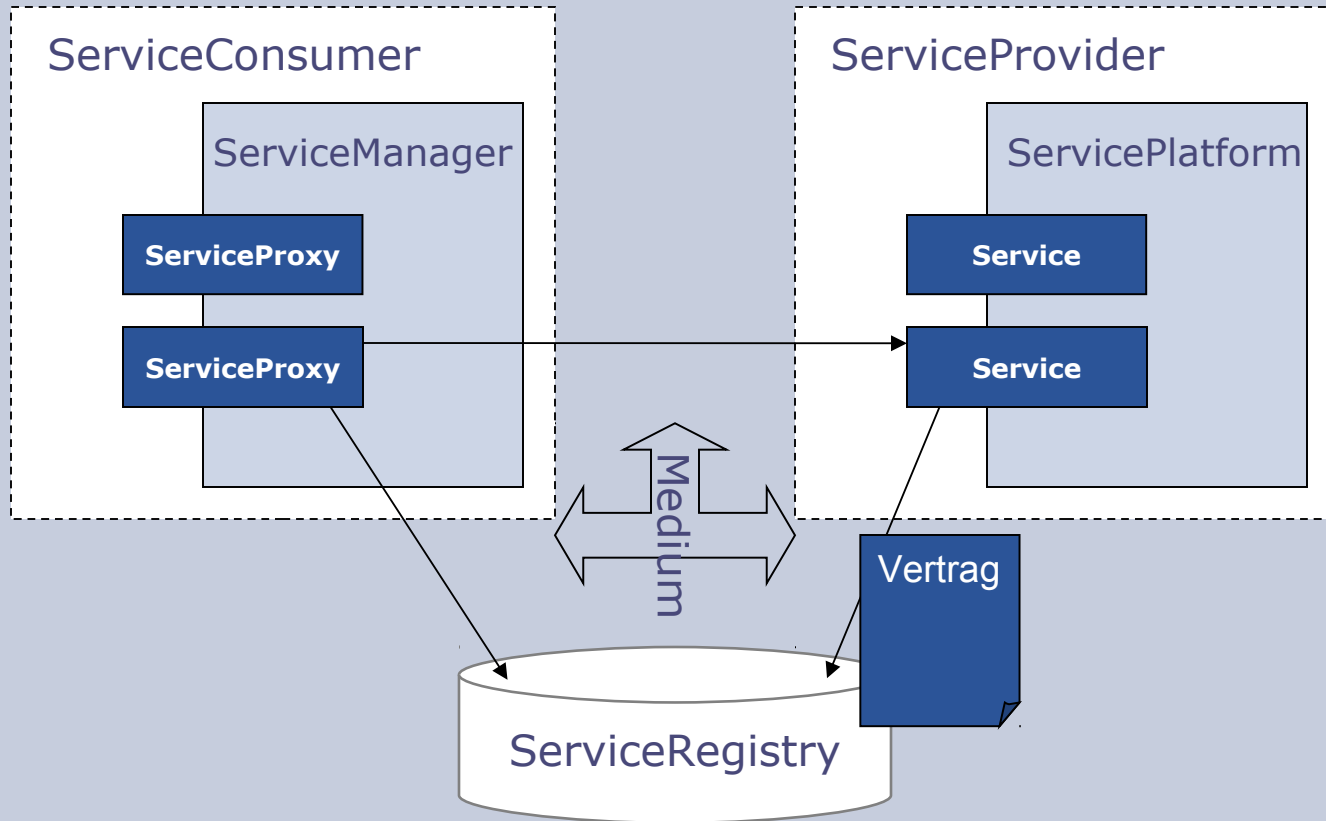 ServiceConsumer
ServiceProvider
ServiceManager
ServicePlatform
ServiceProxy
Service
ServiceProxy
Service
Medium
Vertrag
ServiceRegistry